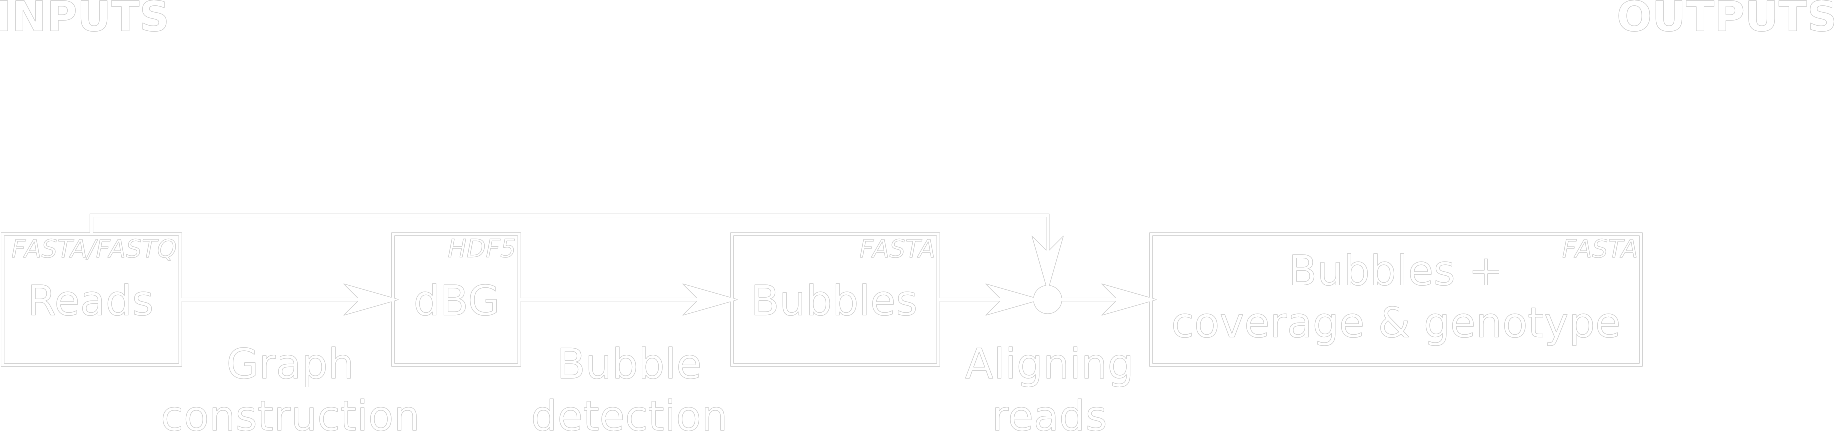 INPUTS
OUTPUTS
FASTA/FASTQ
Reads
Graph
construction
HDF5
dBG
Bubble
detection
FASTA
Bubbles
Aligning
reads
FASTA
Bubbles +
coverage & genotype